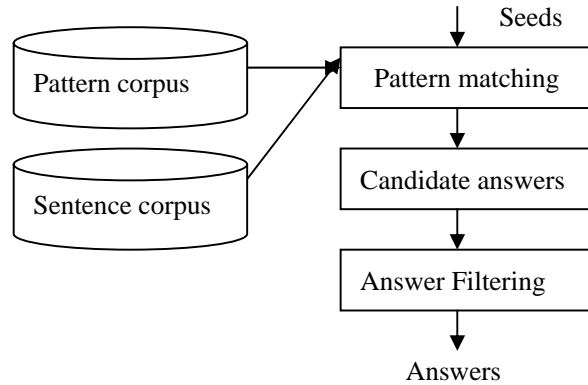 Seeds
Pattern corpus
Pattern matching
Sentence corpus
Candidate answers
Answer Filtering
Answers